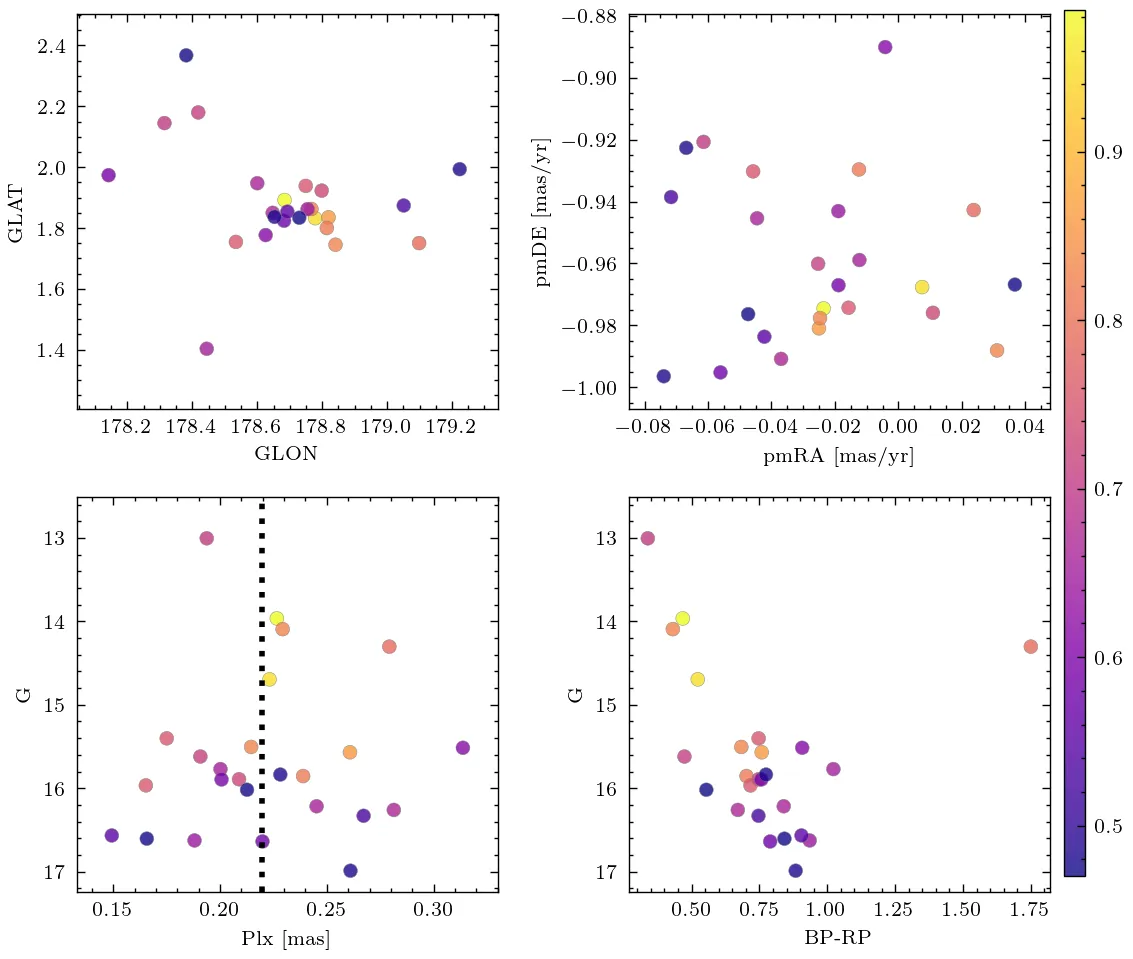 2.4
2.2
2.0
1.8
1.6
1.4
GLAT
178.2 178.4 178.6 178.8 179.0 179.2
GLON
−0.88
−0.90
−0.92
−0.94
−0.96
−0.98
−1.00
pmDE [mas/yr]
−0.08 −0.06 −0.04 −0.02 0.00 0.02 0.04
pmRA [mas/yr]
0.9
0.8
0.7
0.6
0.5
13
14
15
16
17
G
0.15 0.20 0.25 0.30
Plx [mas]
13
14
15
16
17
G
0.50 0.75 1.00 1.25 1.50 1.75
BP-RP